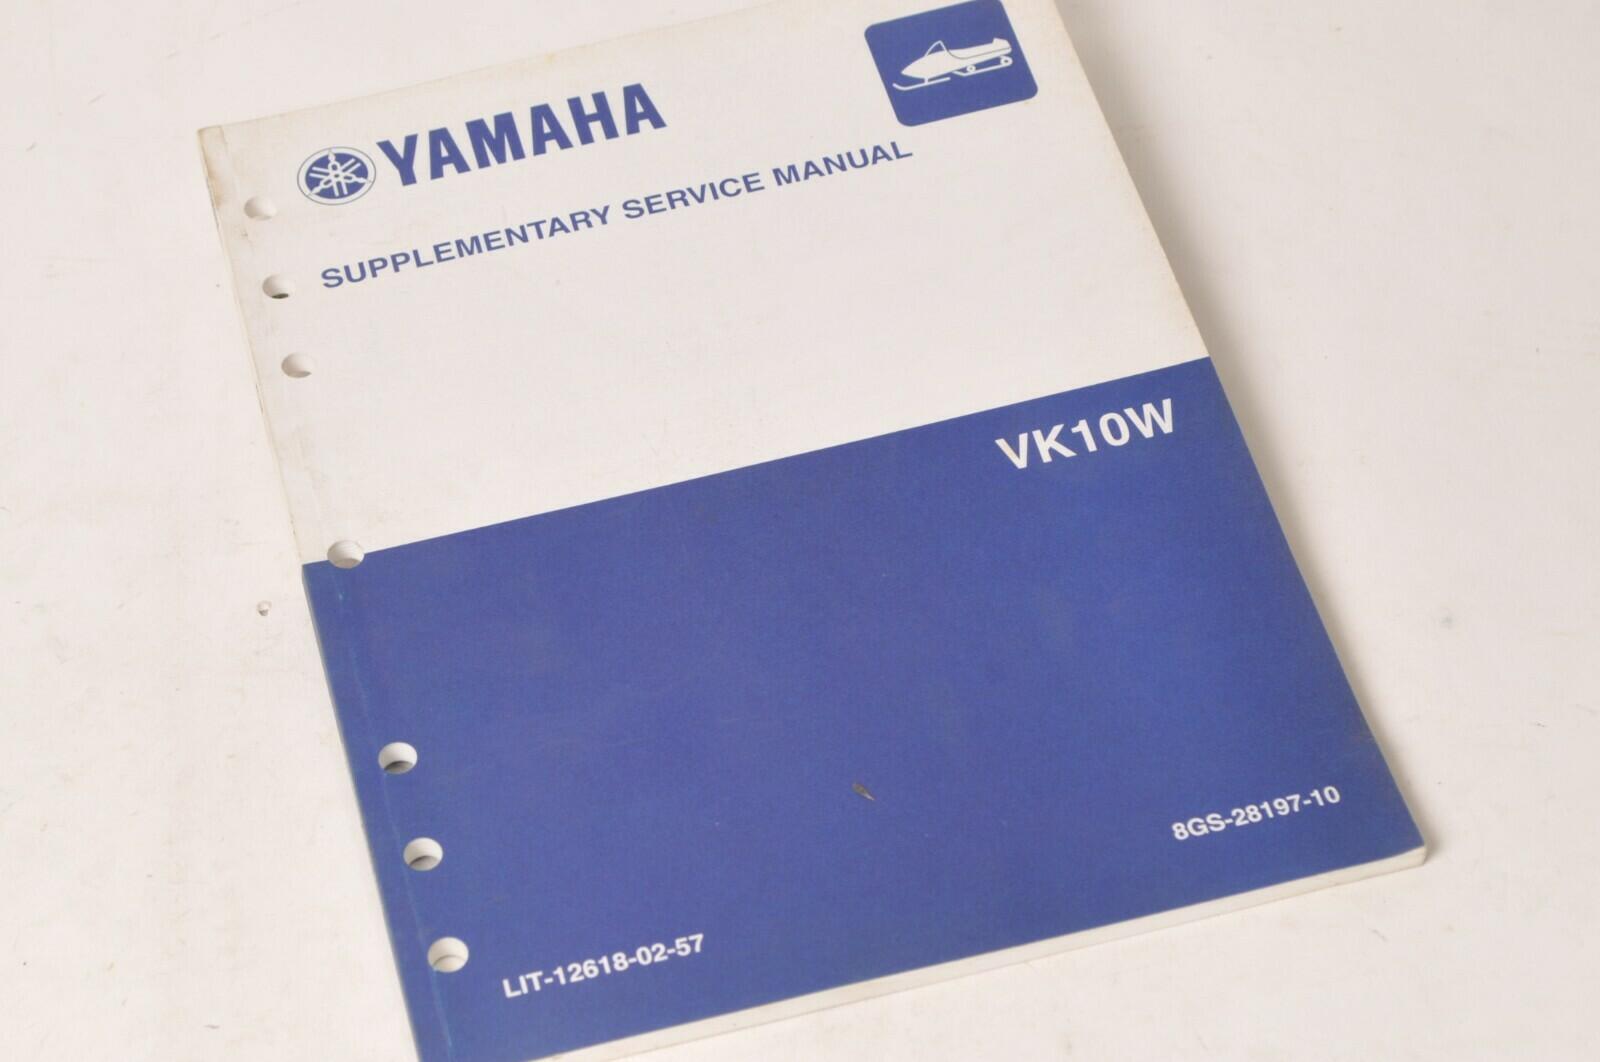 YAMAHA
SUPPLEMENTARY SERVICE MANUAL
VK10W
8GS-28197-10
LIT-12618-02-57